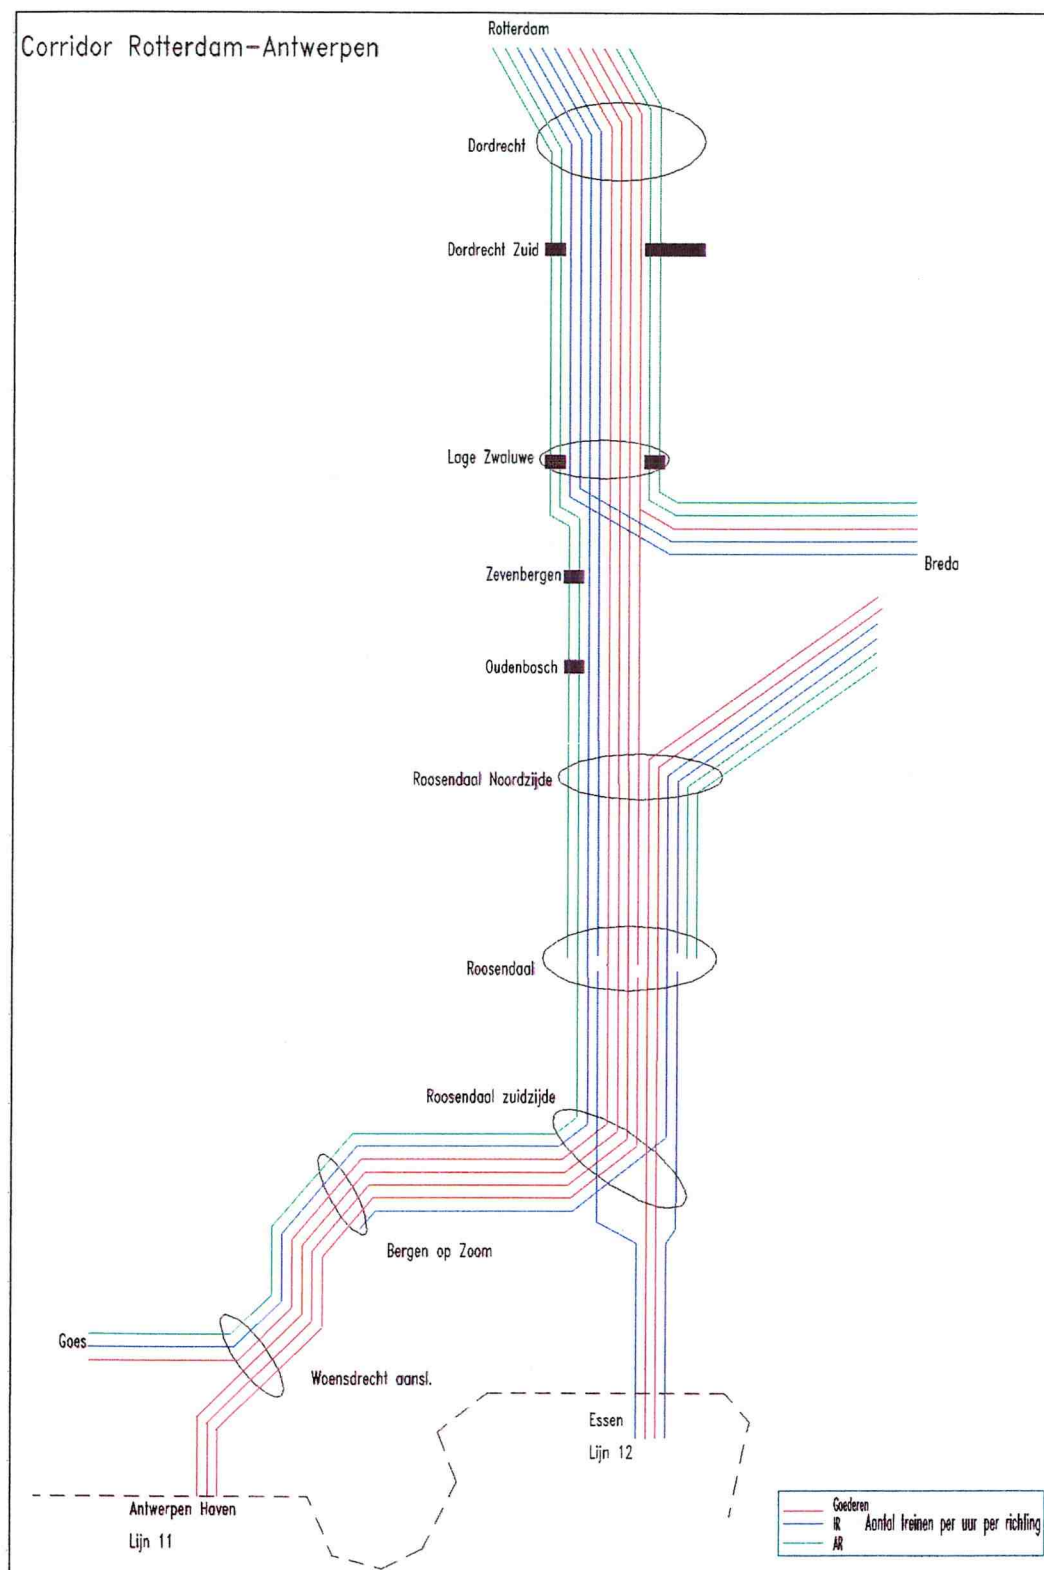 Corridor Rotterdam-Antwerpen
Rotterdam
Dordrecht
Dordrecht Zuid
Lage Zwaluwe
Zevenbergen
Breda
Oudenbosch
Roosendaal Noordzijde
Roosendaal
Roosendaal zuidzijde
Bergen op Zoom
Goes
Woensdrecht aansl.
Essen
Lijn 12
Antwerpen Haven
Lijn 11
Goederen
IR Aantal treinen per uur per richting
AR